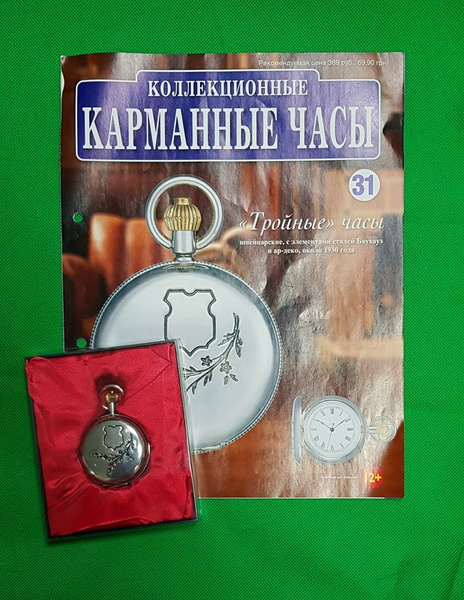 Рекомендуемая цена 369 руб., 69,90 грн
КОЛЛЕКЦИОННЫЕ
КАРМАННЫЕ ЧАСЫ
31
«Тройные» часы
швейцарские, с элементами стилей Баухауз
и ар-деко, около 1930 года
12+